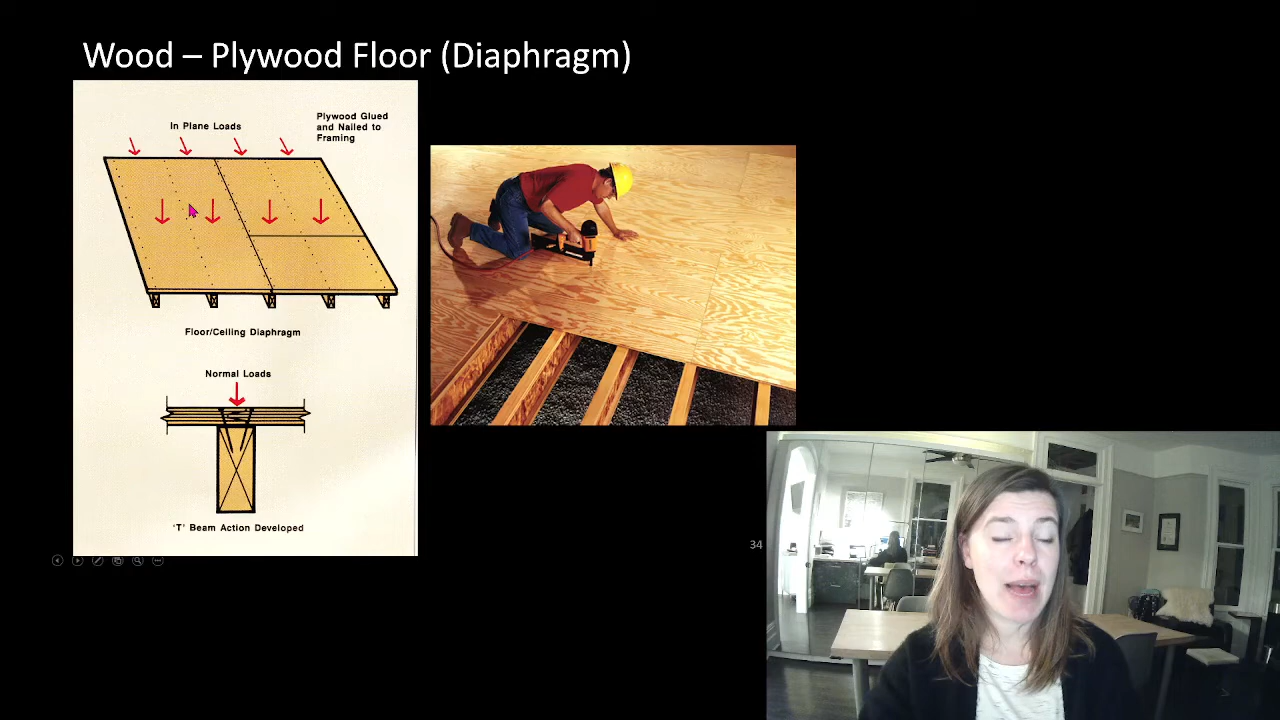 Wood – Plywood Floor (Diaphragm)
In Plane Loads
Plywood Glued
and Nailed to
Framing
Floor/Ceiling Diaphragm
Normal Loads
'T' Beam Action Developed
34